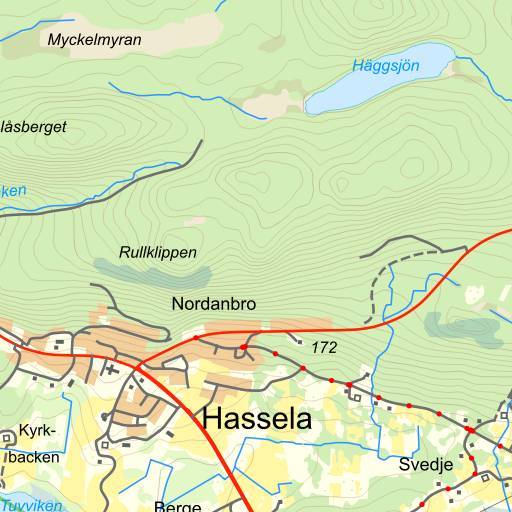 Myckelmyran
Häggsjön
låsberget
ken
Rullklippen
Nordanbro
172
Hassela
Kyrk-
backen
Svedje
Tuvviken
Berge